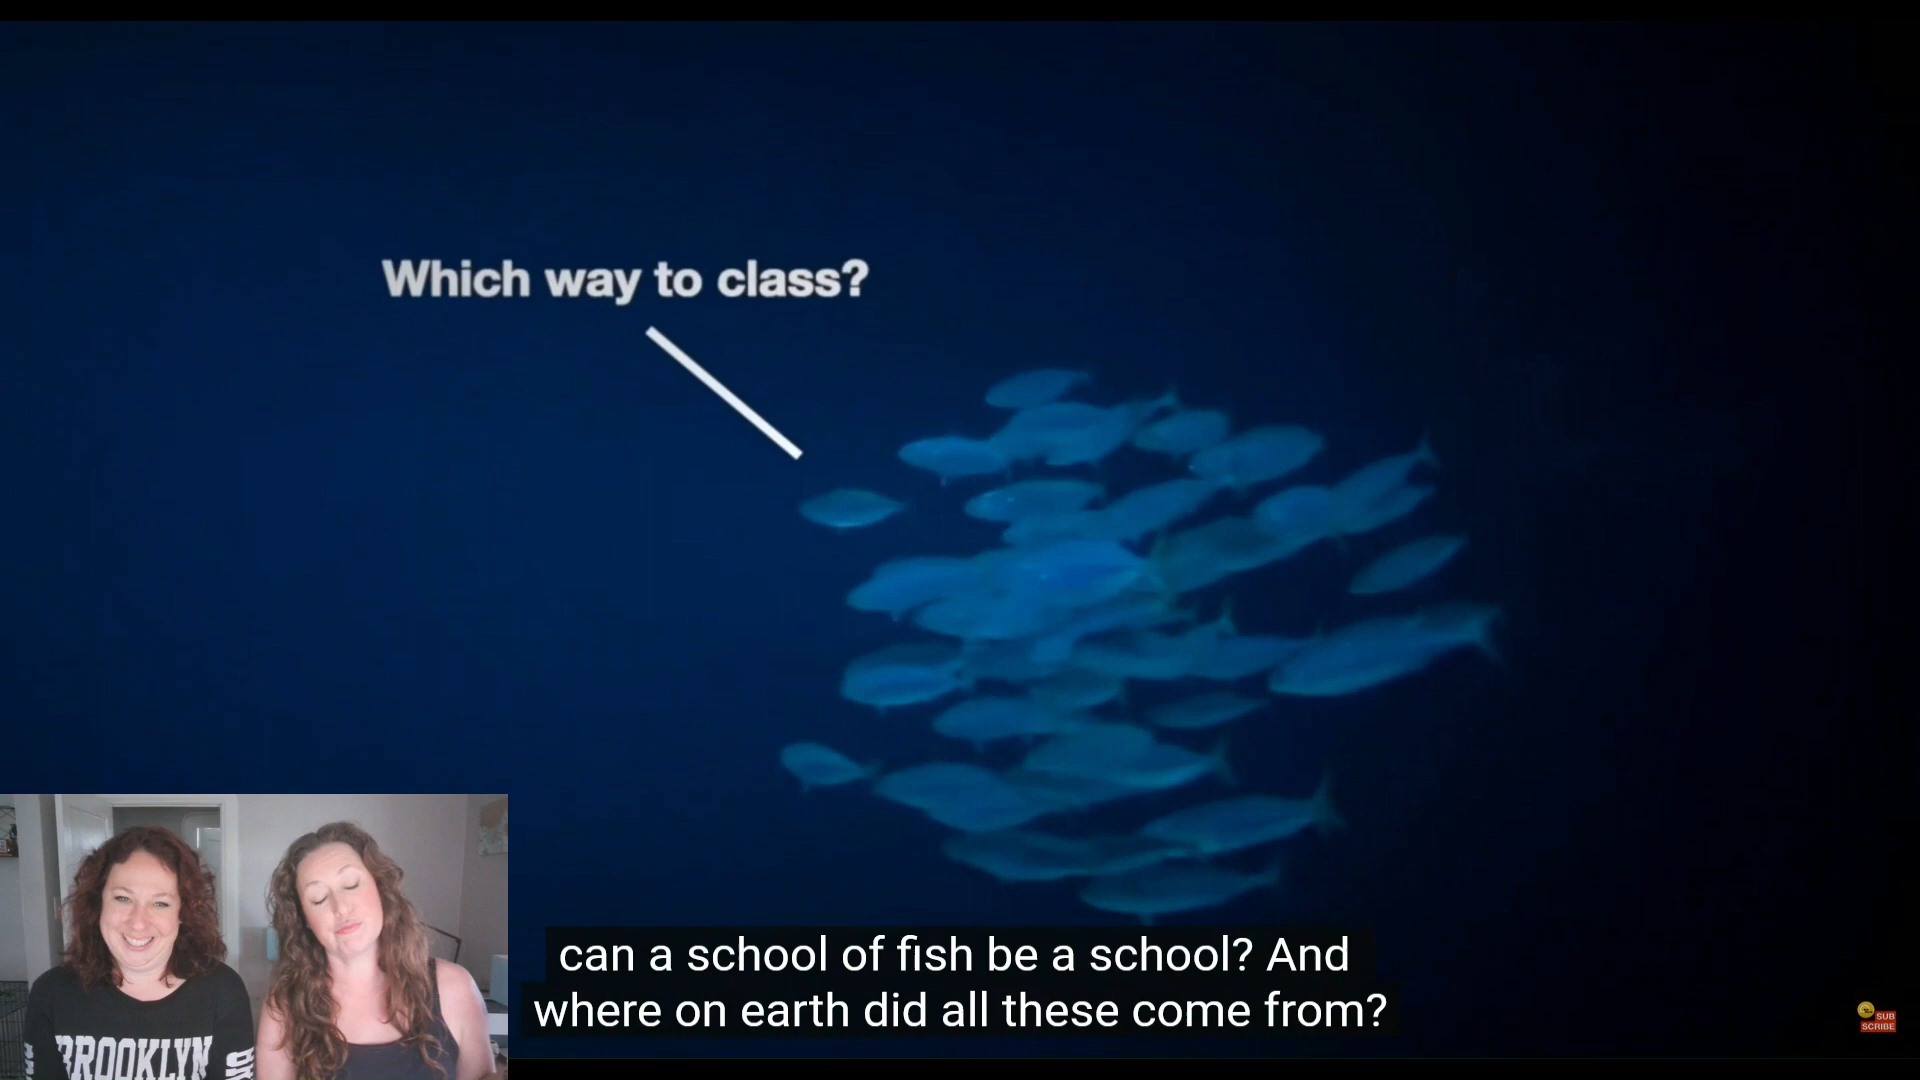 Which way to class?
can a school of fish be a school? And
where on earth did all these come from?
BROOKLYN
SUB
SCRIBE